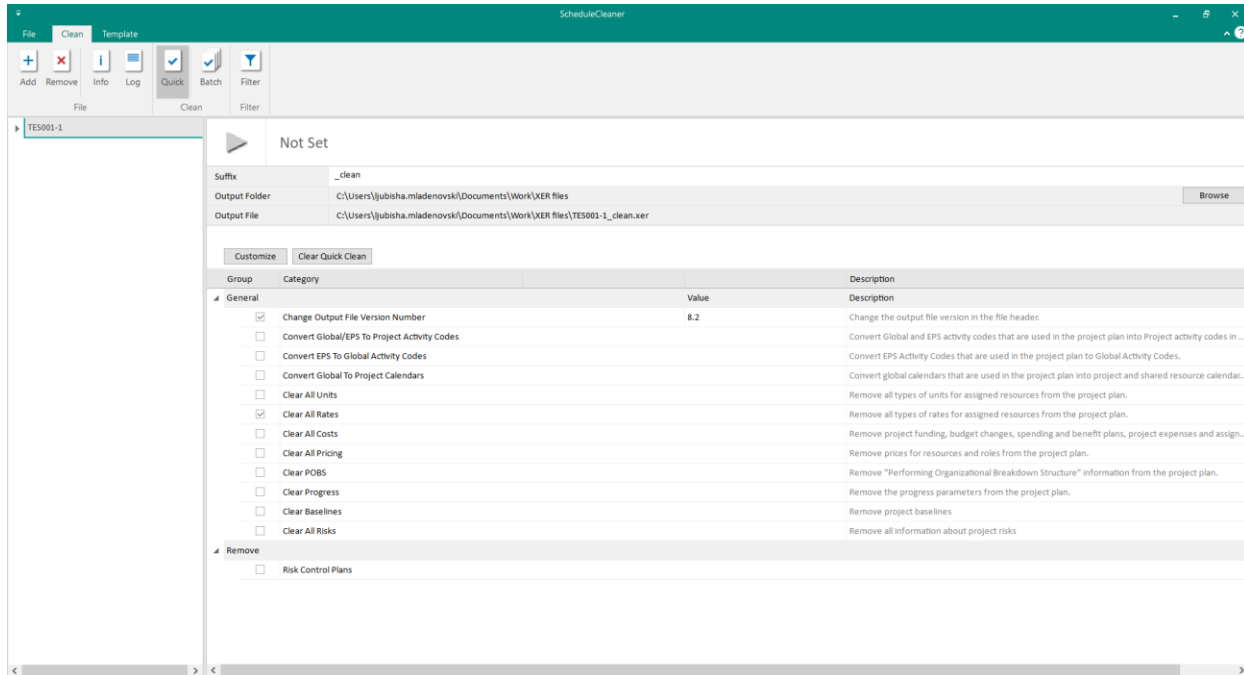 ScheduleCleaner
File Clean Template
Add Remove Info Log Quick Batch Filter
File Clean Filter
TES001-1
Not Set
Suffix _clean
Output Folder C:\Users\ljubisha.mladenovski\Documents\Work\XER files Browse
Output File C:\Users\ljubisha.mladenovski\Documents\Work\XER files\TES001-1_clean.xer
Customize Clear Quick Clean
Group Category Description
General Value Description
Change Output File Version Number 8.2 Change the output file version in the file header.
Convert Global/EPS To Project Activity Codes Convert Global and EPS activity codes that are used in the project plan into Project activity codes in ...
Convert EPS To Global Activity Codes Convert EPS Activity Codes that are used in the project plan to Global Activity Codes.
Convert Global To Project Calendars Convert global calendars that are used in the project plan into project and shared resource calendar...
Clear All Units Remove all types of units for assigned resources from the project plan.
Clear All Rates Remove all types of rates for assigned resources from the project plan.
Clear All Costs Remove project funding, budget changes, spending and benefit plans, project expenses and assign...
Clear All Pricing Remove prices for resources and roles from the project plan.
Clear POBS Remove "Performing Organizational Breakdown Structure" information from the project plan.
Clear Progress Remove the progress parameters from the project plan.
Clear Baselines Remove project baselines
Clear All Risks Remove all information about project risks
Remove
Risk Control Plans